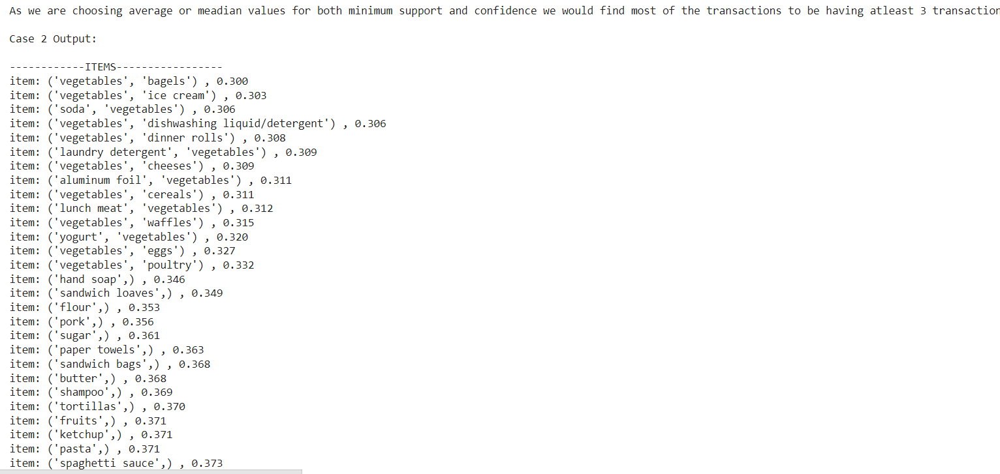 As we are choosing average or meadian values for both minimum support and confidence we would find most of the transactions to be having atleast 3 transaction
Case 2 Output:
------------ITEMS-----------------
item: ('vegetables', 'bagels') , 0.300
item: ('vegetables', 'ice cream') , 0.303
item: ('soda', 'vegetables') , 0.306
item: ('vegetables', 'dishwashing liquid/detergent') , 0.306
item: ('vegetables', 'dinner rolls') , 0.308
item: ('laundry detergent', 'vegetables') , 0.309
item: ('vegetables', 'cheeses') , 0.309
item: ('aluminum foil', 'vegetables') , 0.311
item: ('vegetables', 'cereals') , 0.311
item: ('lunch meat', 'vegetables') , 0.312
item: ('vegetables', 'waffles') , 0.315
item: ('yogurt', 'vegetables') , 0.320
item: ('vegetables', 'eggs') , 0.327
item: ('vegetables', 'poultry') , 0.332
item: ('hand soap',) , 0.346
item: ('sandwich loaves',) , 0.349
item: ('flour',) , 0.353
item: ('pork',) , 0.356
item: ('sugar',) , 0.361
item: ('paper towels',) , 0.363
item: ('sandwich bags',) , 0.368
item: ('butter',) , 0.368
item: ('shampoo',) , 0.369
item: ('tortillas',) , 0.370
item: ('fruits',) , 0.371
item: ('ketchup',) , 0.371
item: ('pasta',) , 0.371
item: ('spaghetti sauce',) , 0.373